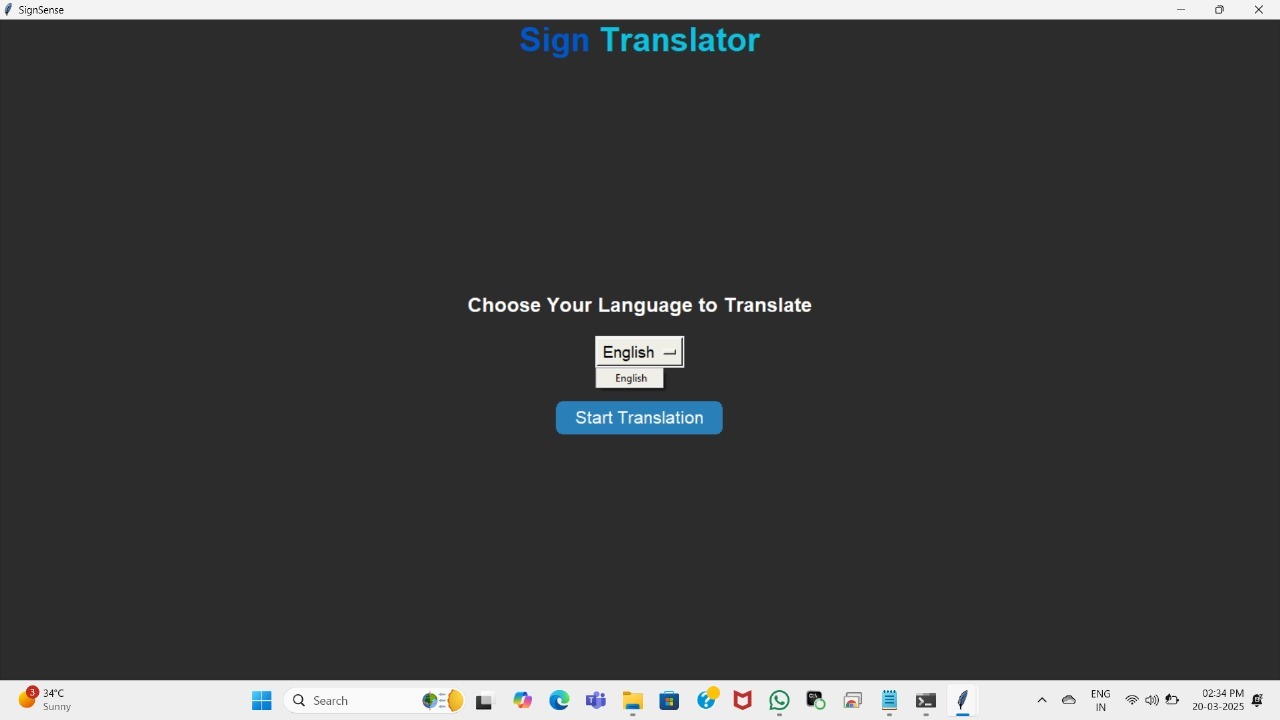 SignSense
Sign Translator
Choose Your Language to Translate
English
English
Start Translation
3
34°C
Sunny
Search
ENG
IN
02:34 PM
20-03-2025